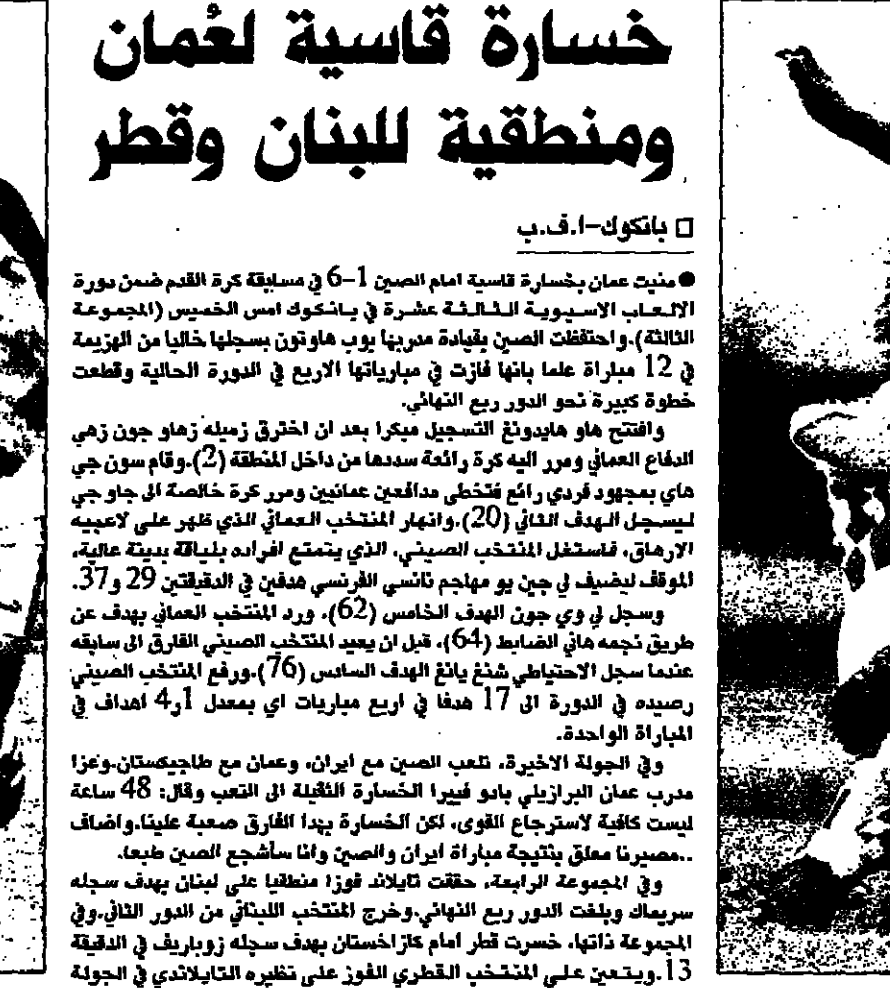 خسارة قاسية لعُمان
ومنطقية للبنان وقطر
□ بانكوك–ا.ف.ب
● منيت عمان بخسارة قاسية امام الصين 1–6 في مسابقة كرة القدم ضمن دورة
الالعاب الاسيوية الثالثة عشرة في بانكوك امس الخميس (المجموعة
الثالثة).واحتفظت الصين بقيادة مدربها بوب هاوتون بسجلها خاليا من الهزيمة
في 12 مباراة علما بانها فازت في مبارياتها الاربع في الدورة الحالية وقطعت
خطوة كبيرة نحو الدور ربع النهائي.
وافتتح هاو هايدونغ التسجيل مبكرا بعد ان اخترق زميله زهاو جون زهي
الدفاع العماني ومرر اليه كرة رائعة سددها من داخل المنطقة (2).وقام سون جي
هاي بمجهود فردي رائع فتخطى مدافعين عمانيين ومرر كرة خالصة الى جاو جي
ليسجل الهدف الثاني (20).وانهار المنتخب العماني الذي ظهر على لاعبيه
الارهاق، فاستغل المنتخب الصيني، الذي يتمتع افراده بلياقة بدنية عالية،
الموقف ليضيف لي جين يو مهاجم نانسي الفرنسي هدفين في الدقيقتين 29 و37.
وسجل لي وي جون الهدف الخامس (62)، ورد المنتخب العماني بهدف عن
طريق نجمه هاني الضابط (64)، قبل ان يعيد المنتخب الصيني الفارق الى سابقه
عندما سجل الاحتياطي شنغ يانغ الهدف السادس (76).ورفع المنتخب الصيني
رصيده في الدورة الى 17 هدفا في اربع مباريات اي بمعدل 1ر4 اهداف في
المباراة الواحدة.
وفي الجولة الاخيرة، تلعب الصين مع ايران، وعمان مع طاجيكستان.وعزا
مدرب عمان البرازيلي بابو فييرا الخسارة الثقيلة الى التعب وقال: 48 ساعة
ليست كافية لاسترجاع القوى، لكن الخسارة بهذا الفارق صعبة علينا.واضاف
..مصيرنا معلق بنتيجة مباراة ايران والصين وانا سأشجع الصين طبعا.
وفي المجموعة الرابعة، حققت تايلاند فوزا منطقيا على لبنان بهدف سجله
سريماك وبلغت الدور ربع النهائي.وخرج المنتخب اللبناني من الدور الثاني.وفي
المجموعة ذاتها، خسرت قطر امام كازاخستان بهدف سجله زوباريف في الدقيقة
13.ويتعين على المنتخب القطري الفوز على نظيره التايلاندي في الجولة